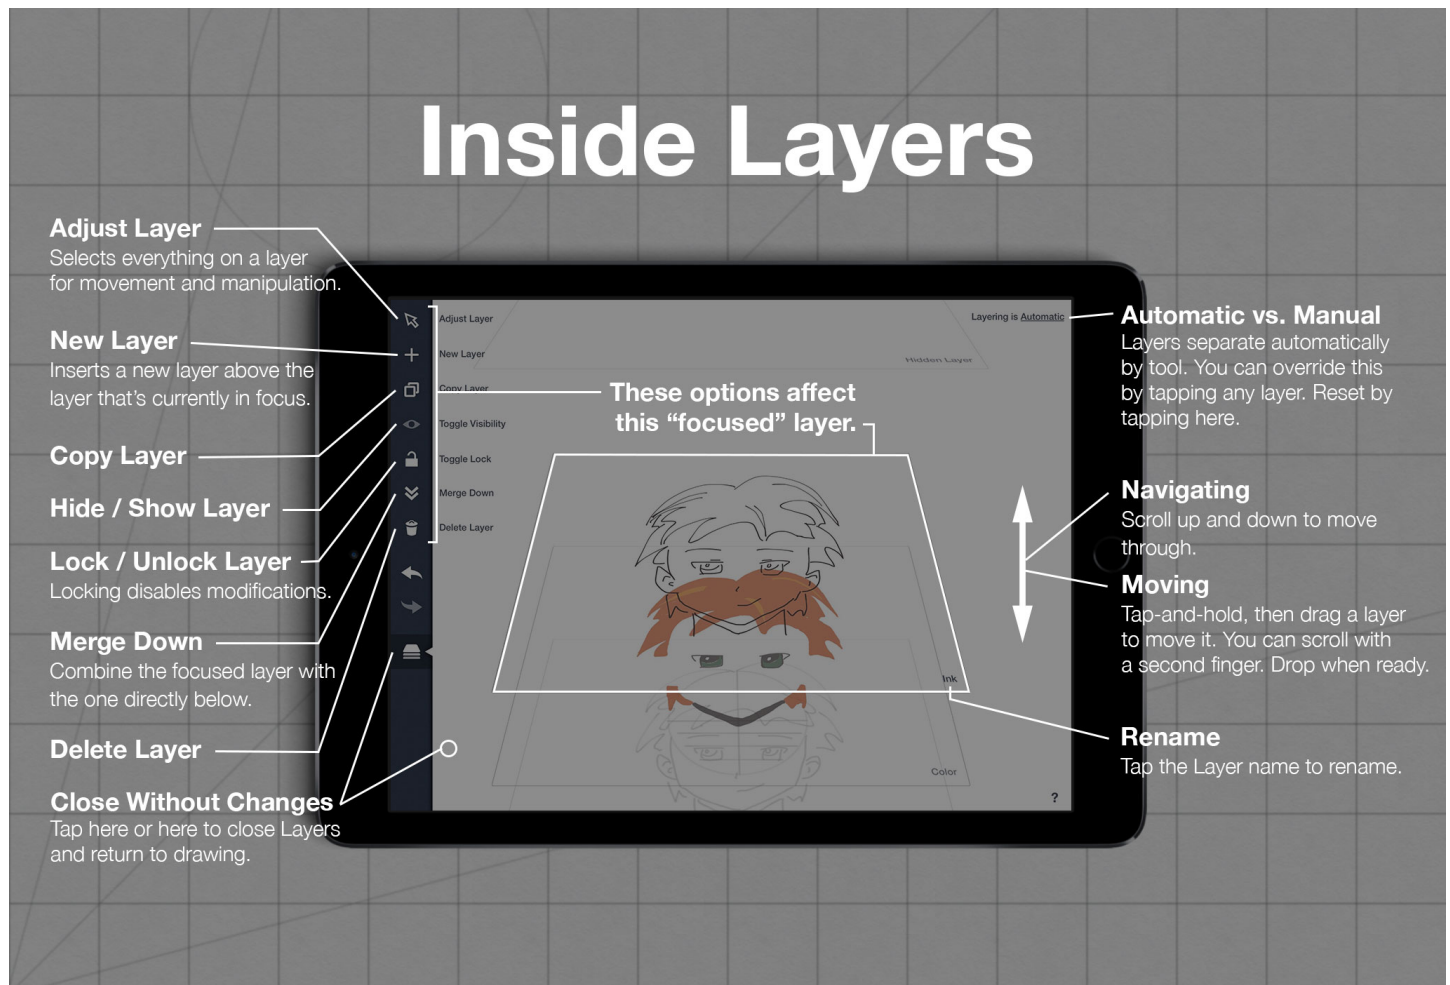 Inside Layers
Adjust Layer
Selects everything on a layer
for movement and manipulation.
New Layer
Inserts a new layer above the
layer that’s currently in focus.
Copy Layer
Hide / Show Layer
Lock / Unlock Layer
Locking disables modifications.
Merge Down
Combine the focused layer with
the one directly below.
Delete Layer
Close Without Changes
Tap here or here to close Layers
and return to drawing.
Adjust Layer
New Layer
Copy Layer
Toggle Visibility
Toggle Lock
Merge Down
Delete Layer
Layering is Automatic
Hidden Layer
These options affect
this “focused” layer.
Ink
Color
?
Automatic vs. Manual
Layers separate automatically
by tool. You can override this
by tapping any layer. Reset by
tapping here.
Navigating
Scroll up and down to move
through.
Moving
Tap-and-hold, then drag a layer
to move it. You can scroll with
a second finger. Drop when ready.
Rename
Tap the Layer name to rename.